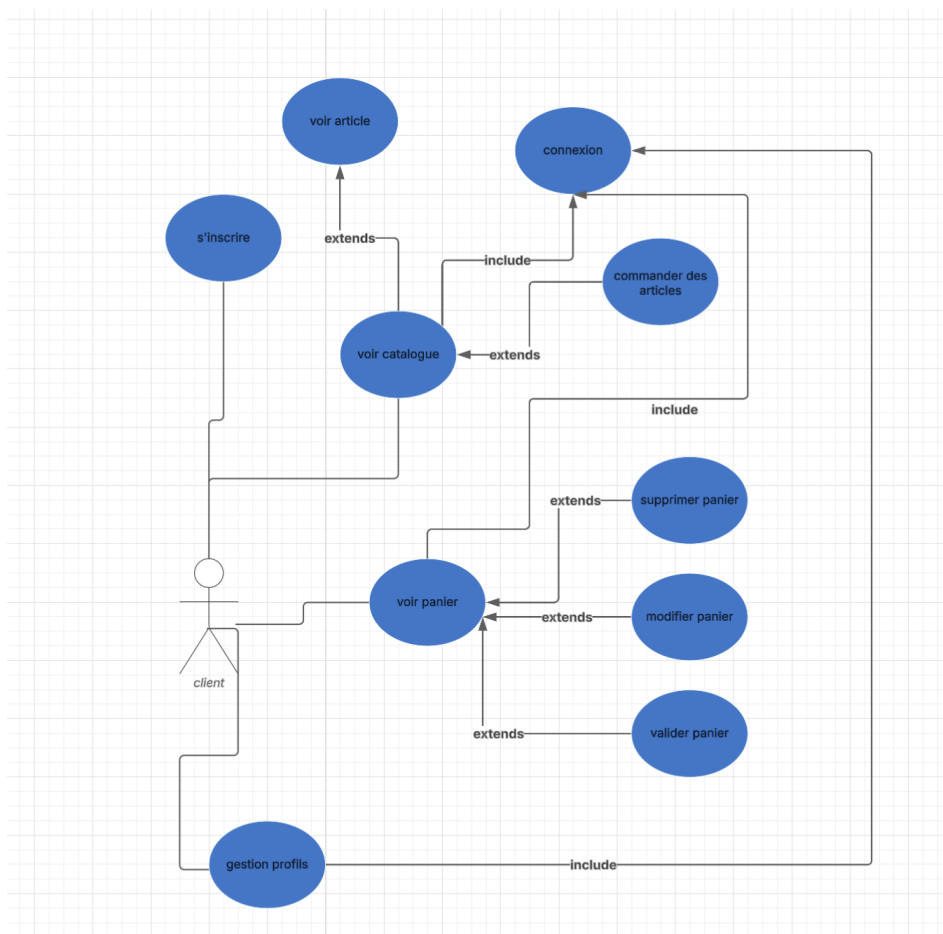 voir article
connexion
s'inscrire
extends
include
commander des
articles
voir catalogue
extends
include
extends
supprimer panier
voir panier
extends
modifier panier
client
extends
valider panier
gestion profils
include